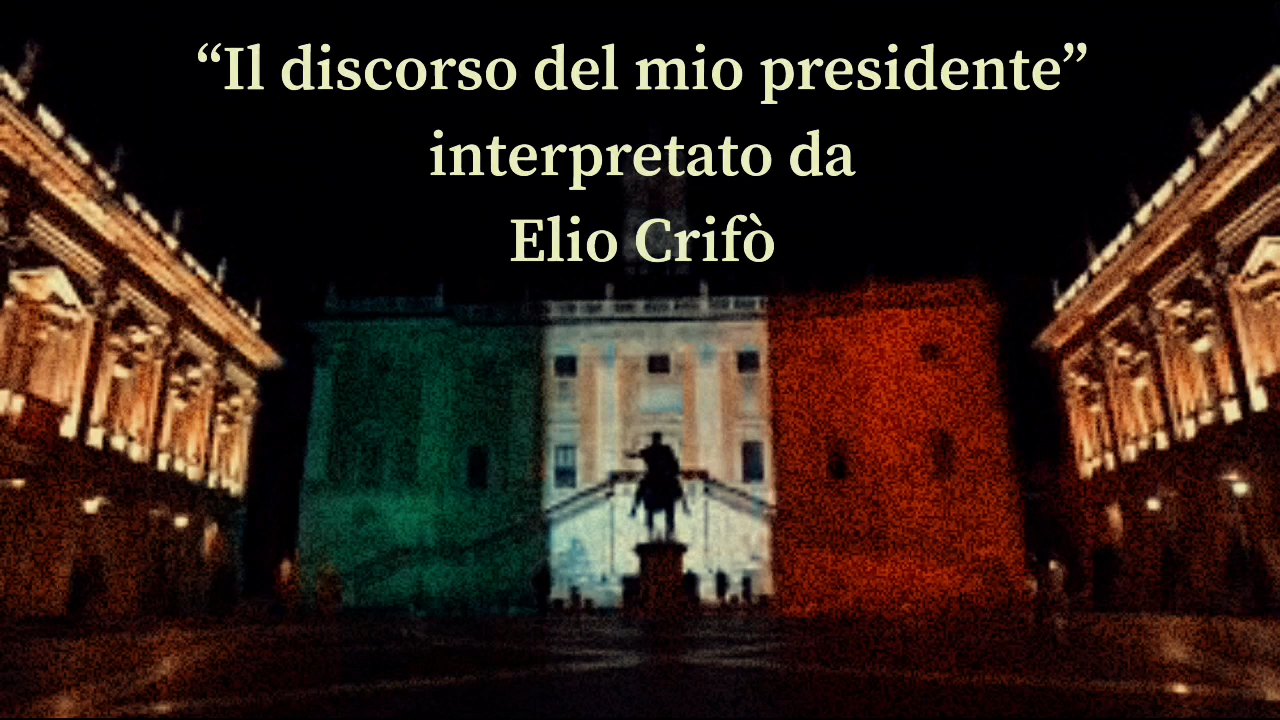 “Il discorso del mio presidente”
interpretato da
Elio Crifò